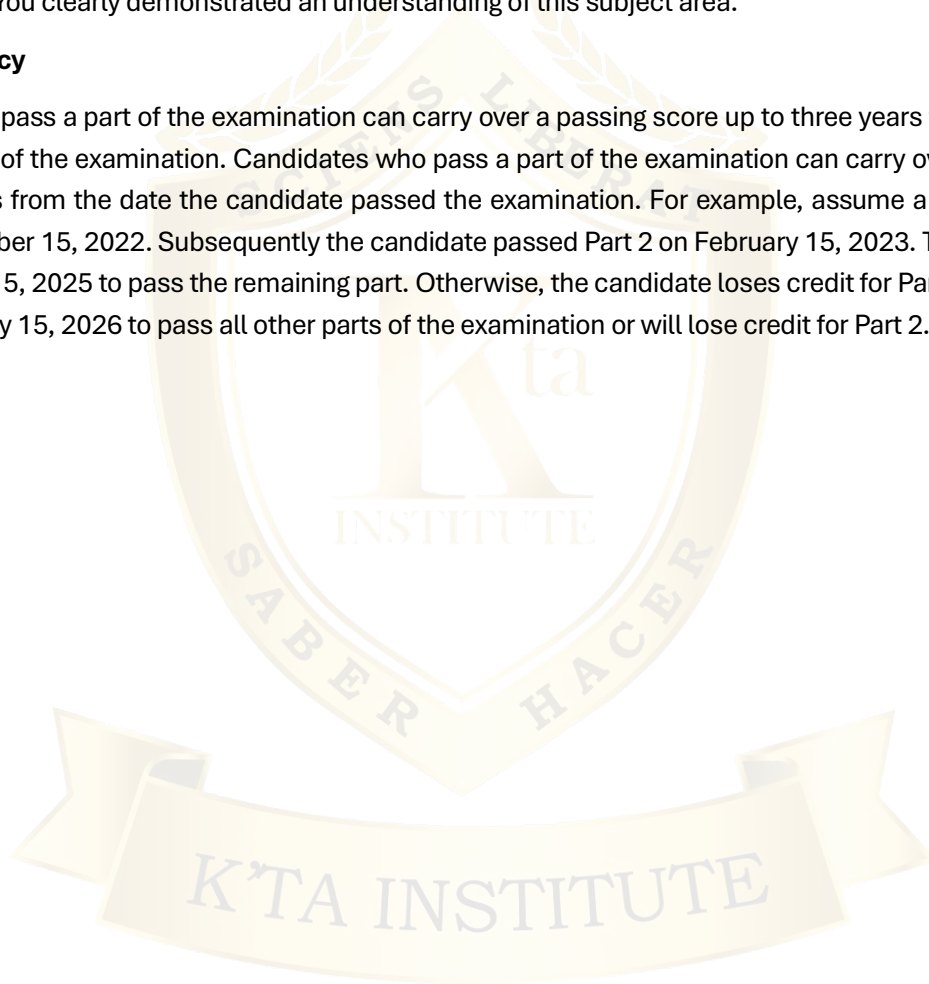 You clearly demonstrated an understanding of this subject area.
cy
pass a part of the examination can carry over a passing score up to three years
of the examination. Candidates who pass a part of the examination can carry ov
s from the date the candidate passed the examination. For example, assume a
ber 15, 2022. Subsequently the candidate passed Part 2 on February 15, 2023. T
5, 2025 to pass the remaining part. Otherwise, the candidate loses credit for Par
y 15, 2026 to pass all other parts of the examination or will lose credit for Part 2.
SCIENS LIBERAT
Kta
INSTITUTE
SABER HACER
K'TA INSTITUTE